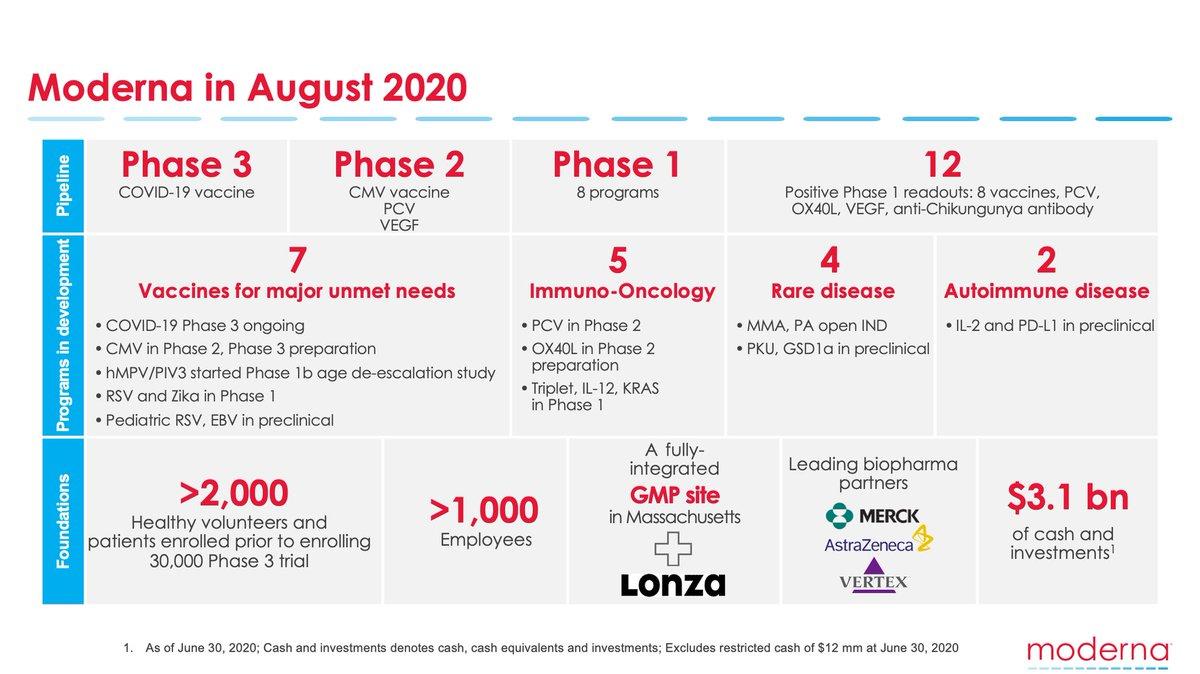 Moderna in August 2020
Pipeline
Phase 3
COVID-19 vaccine
Phase 2
CMV vaccine
PCV
VEGF
Phase 1
8 programs
12
Positive Phase 1 readouts: 8 vaccines, PCV,
OX40L, VEGF, anti-Chikungunya antibody
Programs in development
7
Vaccines for major unmet needs
• COVID-19 Phase 3 ongoing
• CMV in Phase 2, Phase 3 preparation
• hMPV/PIV3 started Phase 1b age de-escalation study
• RSV and Zika in Phase 1
• Pediatric RSV, EBV in preclinical
5
Immuno-Oncology
• PCV in Phase 2
• OX40L in Phase 2
preparation
• Triplet, IL-12, KRAS
in Phase 1
4
Rare disease
• MMA, PA open IND
• PKU, GSD1a in preclinical
2
Autoimmune disease
• IL-2 and PD-L1 in preclinical
Foundations
>2,000
Healthy volunteers and
patients enrolled prior to enrolling
30,000 Phase 3 trial
>1,000
Employees
A fully-
integrated
GMP site
in Massachusetts
Lonza
Leading biopharma
partners
MERCK
AstraZeneca
VERTEX
$3.1 bn
of cash and
investments¹
1. As of June 30, 2020; Cash and investments denotes cash, cash equivalents and investments; Excludes restricted cash of $12 mm at June 30, 2020
moderna